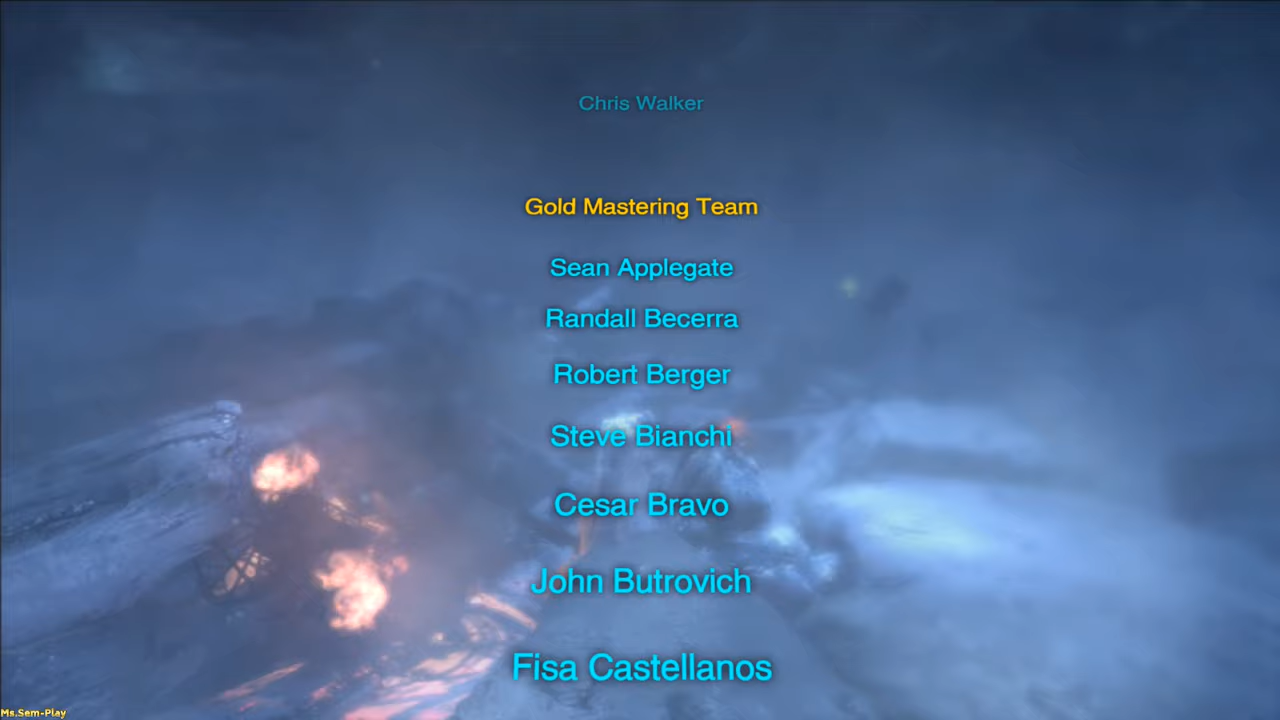 Chris Walker
Gold Mastering Team
Sean Applegate
Randall Becerra
Robert Berger
Steve Bianchi
Cesar Bravo
John Butrovich
Fisa Castellanos
Ms.Sem-Play